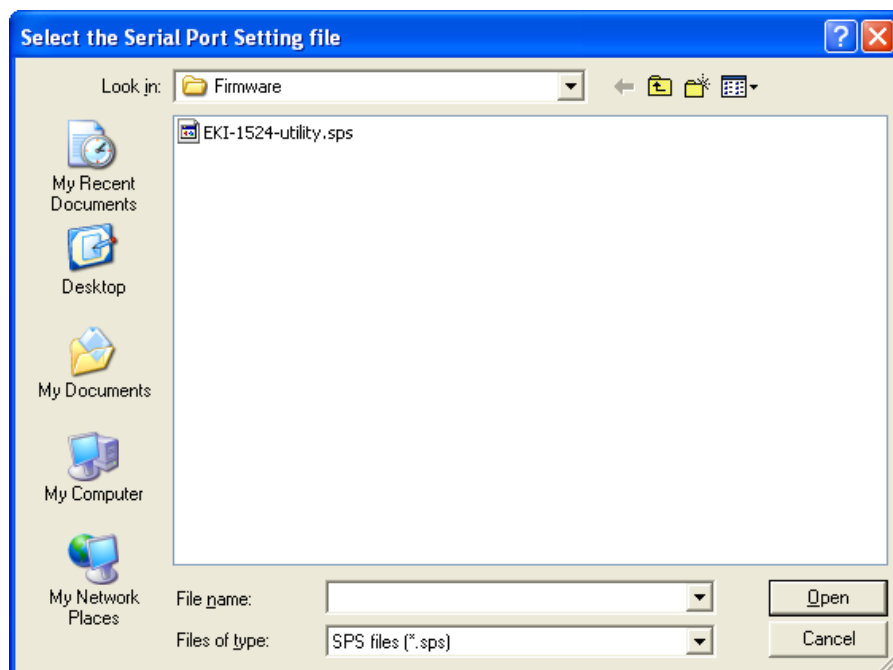 Select the Serial Port Setting file
Look in: Firmware
EKI-1524-utility.sps
My Recent
Documents
Desktop
My Documents
My Computer
My Network
Places
File name:
Open
Files of type: SPS files (*.sps)
Cancel